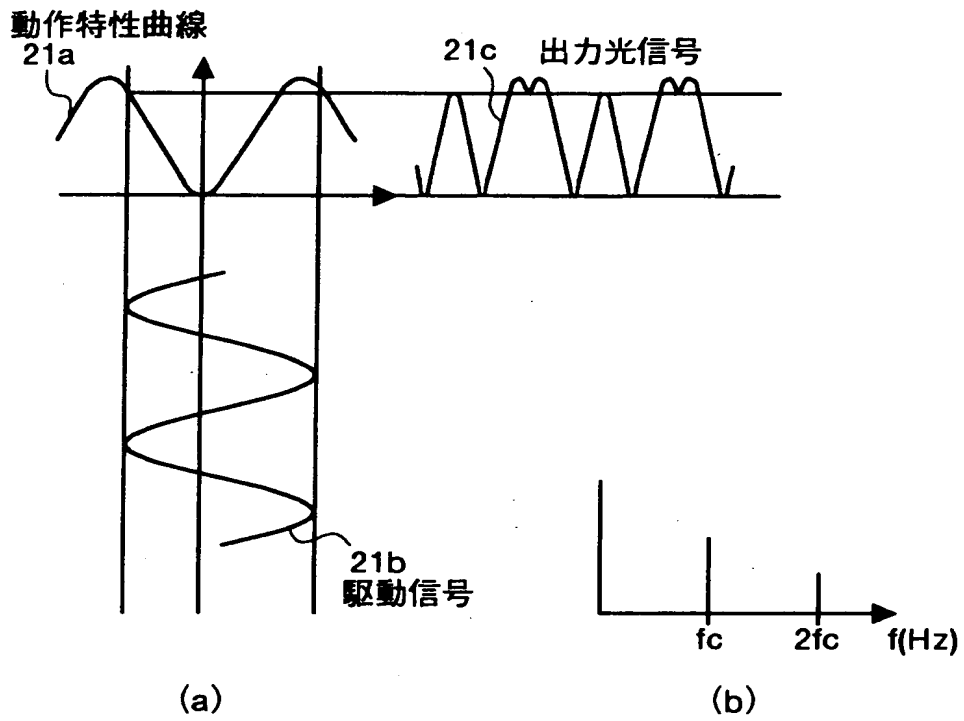 動作特性曲線
21a
21c 出力光信号
21b
駆動信号
fc 2fc f(Hz)
(a) (b)